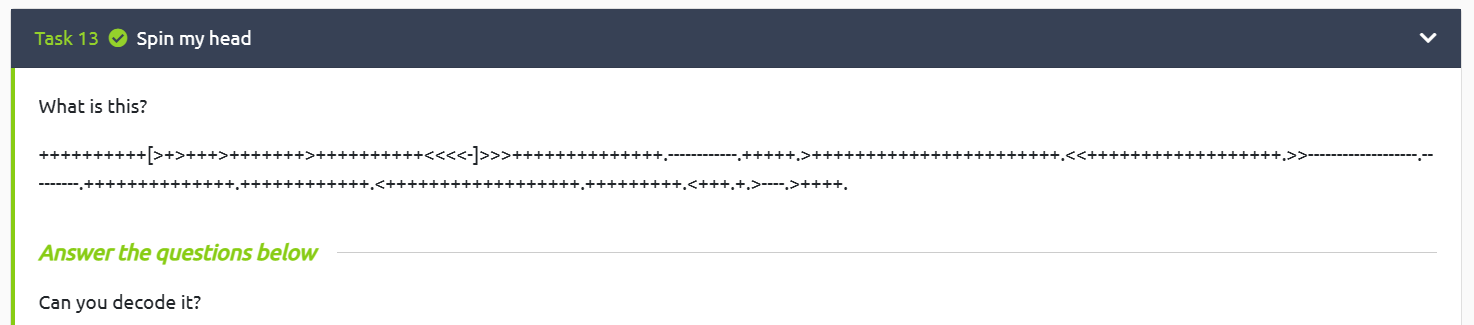 Task 13 Spin my head
What is this?
++++++++++[>+>+++>+++++++>++++++++++<<<<-]>>>++++++++++++++.------------.+++++.>+++++++++++++++++++++++.<<++++++++++++++++++.>>-------------------.--
-------.++++++++++++++.++++++++++++.<++++++++++++++++++.+++++++++.<+++.+.>----.>++++.
Answer the questions below
Can you decode it?